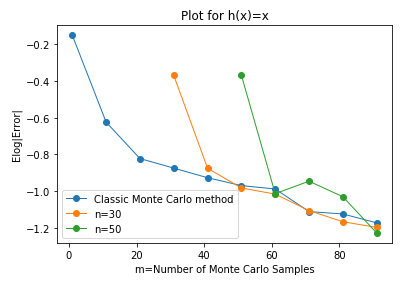 Plot for h(x)=x
Elog|Error|
−0.2
−0.4
−0.6
−0.8
−1.0
−1.2
Classic Monte Carlo method
n=30
n=50
0 20 40 60 80
m=Number of Monte Carlo Samples